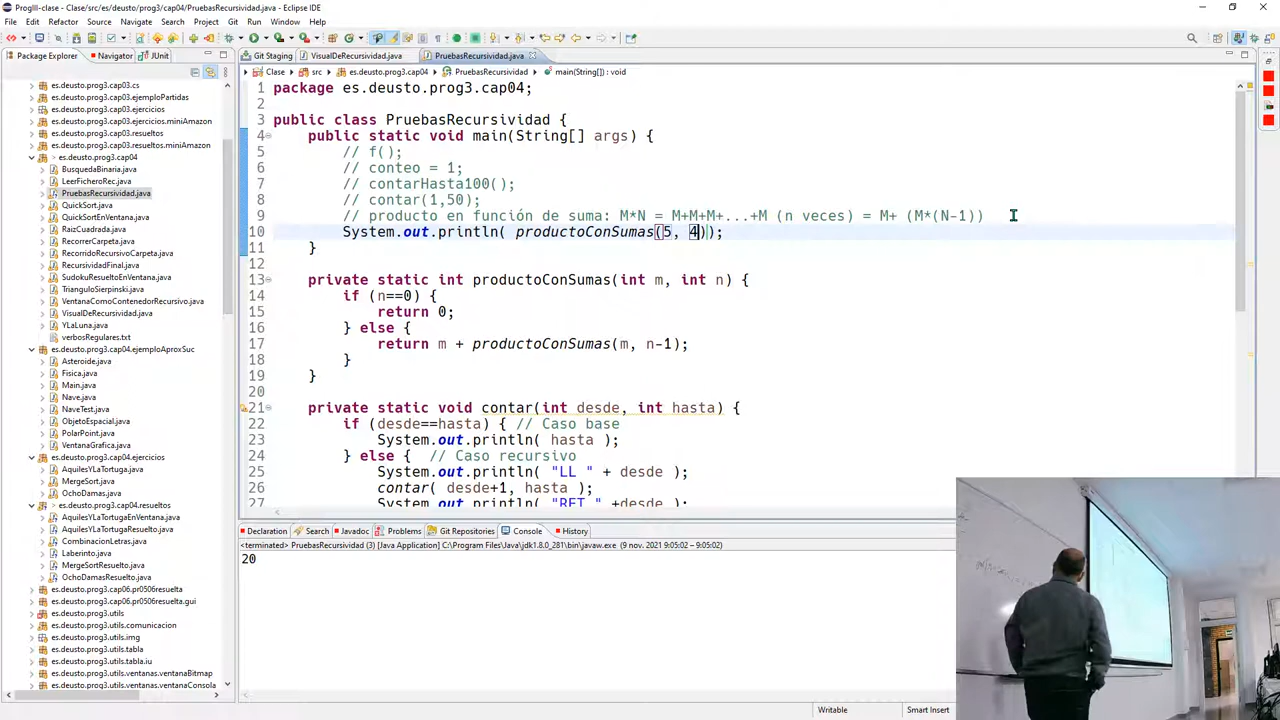 ProgIII-clase - Clase/src/es/deusto/prog3/cap04/PruebasRecursividad.java - Eclipse IDE
File Edit Refactor Source Navigate Search Project Git Run Window Help
Package Explorer
Navigator
JUnit
es.deusto.prog3.cap03.cs
es.deusto.prog3.cap03.ejemploPartidas
es.deusto.prog3.cap03.ejercicios
es.deusto.prog3.cap03.ejercicios.miniAmazon
es.deusto.prog3.cap03.resueltos
es.deusto.prog3.cap03.resueltos.miniAmazon
es.deusto.prog3.cap04
BusquedaBinaria.java
LeerFicheroRec.java
PruebasRecursividad.java
QuickSort.java
QuickSortEnVentana.java
RaizCuadrada.java
RecorrerCarpeta.java
RecorridoRecursivoCarpeta.java
RecursividadFinal.java
SudokuResueltoEnVentana.java
TrianguloSierpinski.java
VentanaComoContenedorRecursivo.java
VisualDeRecursividad.java
YLaLuna.java
verbosRegulares.txt
es.deusto.prog3.cap04.ejemploAproxSuc
Asteroide.java
Fisica.java
Main.java
Nave.java
NaveTest.java
ObjetoEspacial.java
PolarPoint.java
VentanaGrafica.java
es.deusto.prog3.cap04.ejercicios
AquilesYLaTortuga.java
MergeSort.java
OchoDamas.java
es.deusto.prog3.cap04.resueltos
AquilesYLaTortugaEnVentana.java
AquilesYLaTortugaResuelto.java
CombinacionLetras.java
Laberinto.java
MergeSortResuelto.java
OchoDamasResuelto.java
es.deusto.prog3.cap06.pr0506resuelta
es.deusto.prog3.cap06.pr0506resuelta.gui
es.deusto.prog3.utils
es.deusto.prog3.utils.comunicacion
es.deusto.prog3.utils.img
es.deusto.prog3.utils.tabla
es.deusto.prog3.utils.tabla.iu
es.deusto.prog3.utils.ventanas.ventanaBitmap
es.deusto.prog3.utils.ventanas.ventanaConsola
Git Staging
VisualDeRecursividad.java
PruebasRecursividad.java
Clase src es.deusto.prog3.cap04 PruebasRecursividad main(String[]) : void
1 package es.deusto.prog3.cap04;
2
3 public class PruebasRecursividad {
4 public static void main(String[] args) {
5 // f();
6 // conteo = 1;
7 // contarHasta100();
8 // contar(1,50);
9 // producto en función de suma: M*N = M+M+M+...+M (n veces) = M+ (M*(N-1))
10 System.out.println( productoConSumas(5, 4));
11 }
12
13 private static int productoConSumas(int m, int n) {
14 if (n==0) {
15 return 0;
16 } else {
17 return m + productoConSumas(m, n-1);
18 }
19 }
20
21 private static void contar(int desde, int hasta) {
22 if (desde==hasta) { // Caso base
23 System.out.println( hasta );
24 } else { // Caso recursivo
25 System.out.println( "LL " + desde );
26 contar( desde+1, hasta );
27 System.out.println( "RET " +desde );
Declaration Search Javadoc Problems Git Repositories Console History
<terminated> PruebasRecursividad (3) [Java Application] C:\Program Files\Java\jdk1.8.0_281\bin\javaw.exe (9 nov. 2021 9:05:02 – 9:05:02)
20
Writable
Smart Insert